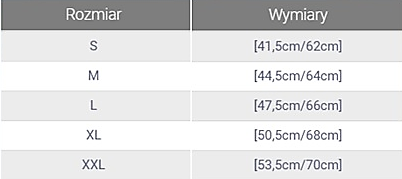 Rozmiar Wymiary
S [41,5cm/62cm]
M [44,5cm/64cm]
L [47,5cm/66cm]
XL [50,5cm/68cm]
XXL [53,5cm/70cm]